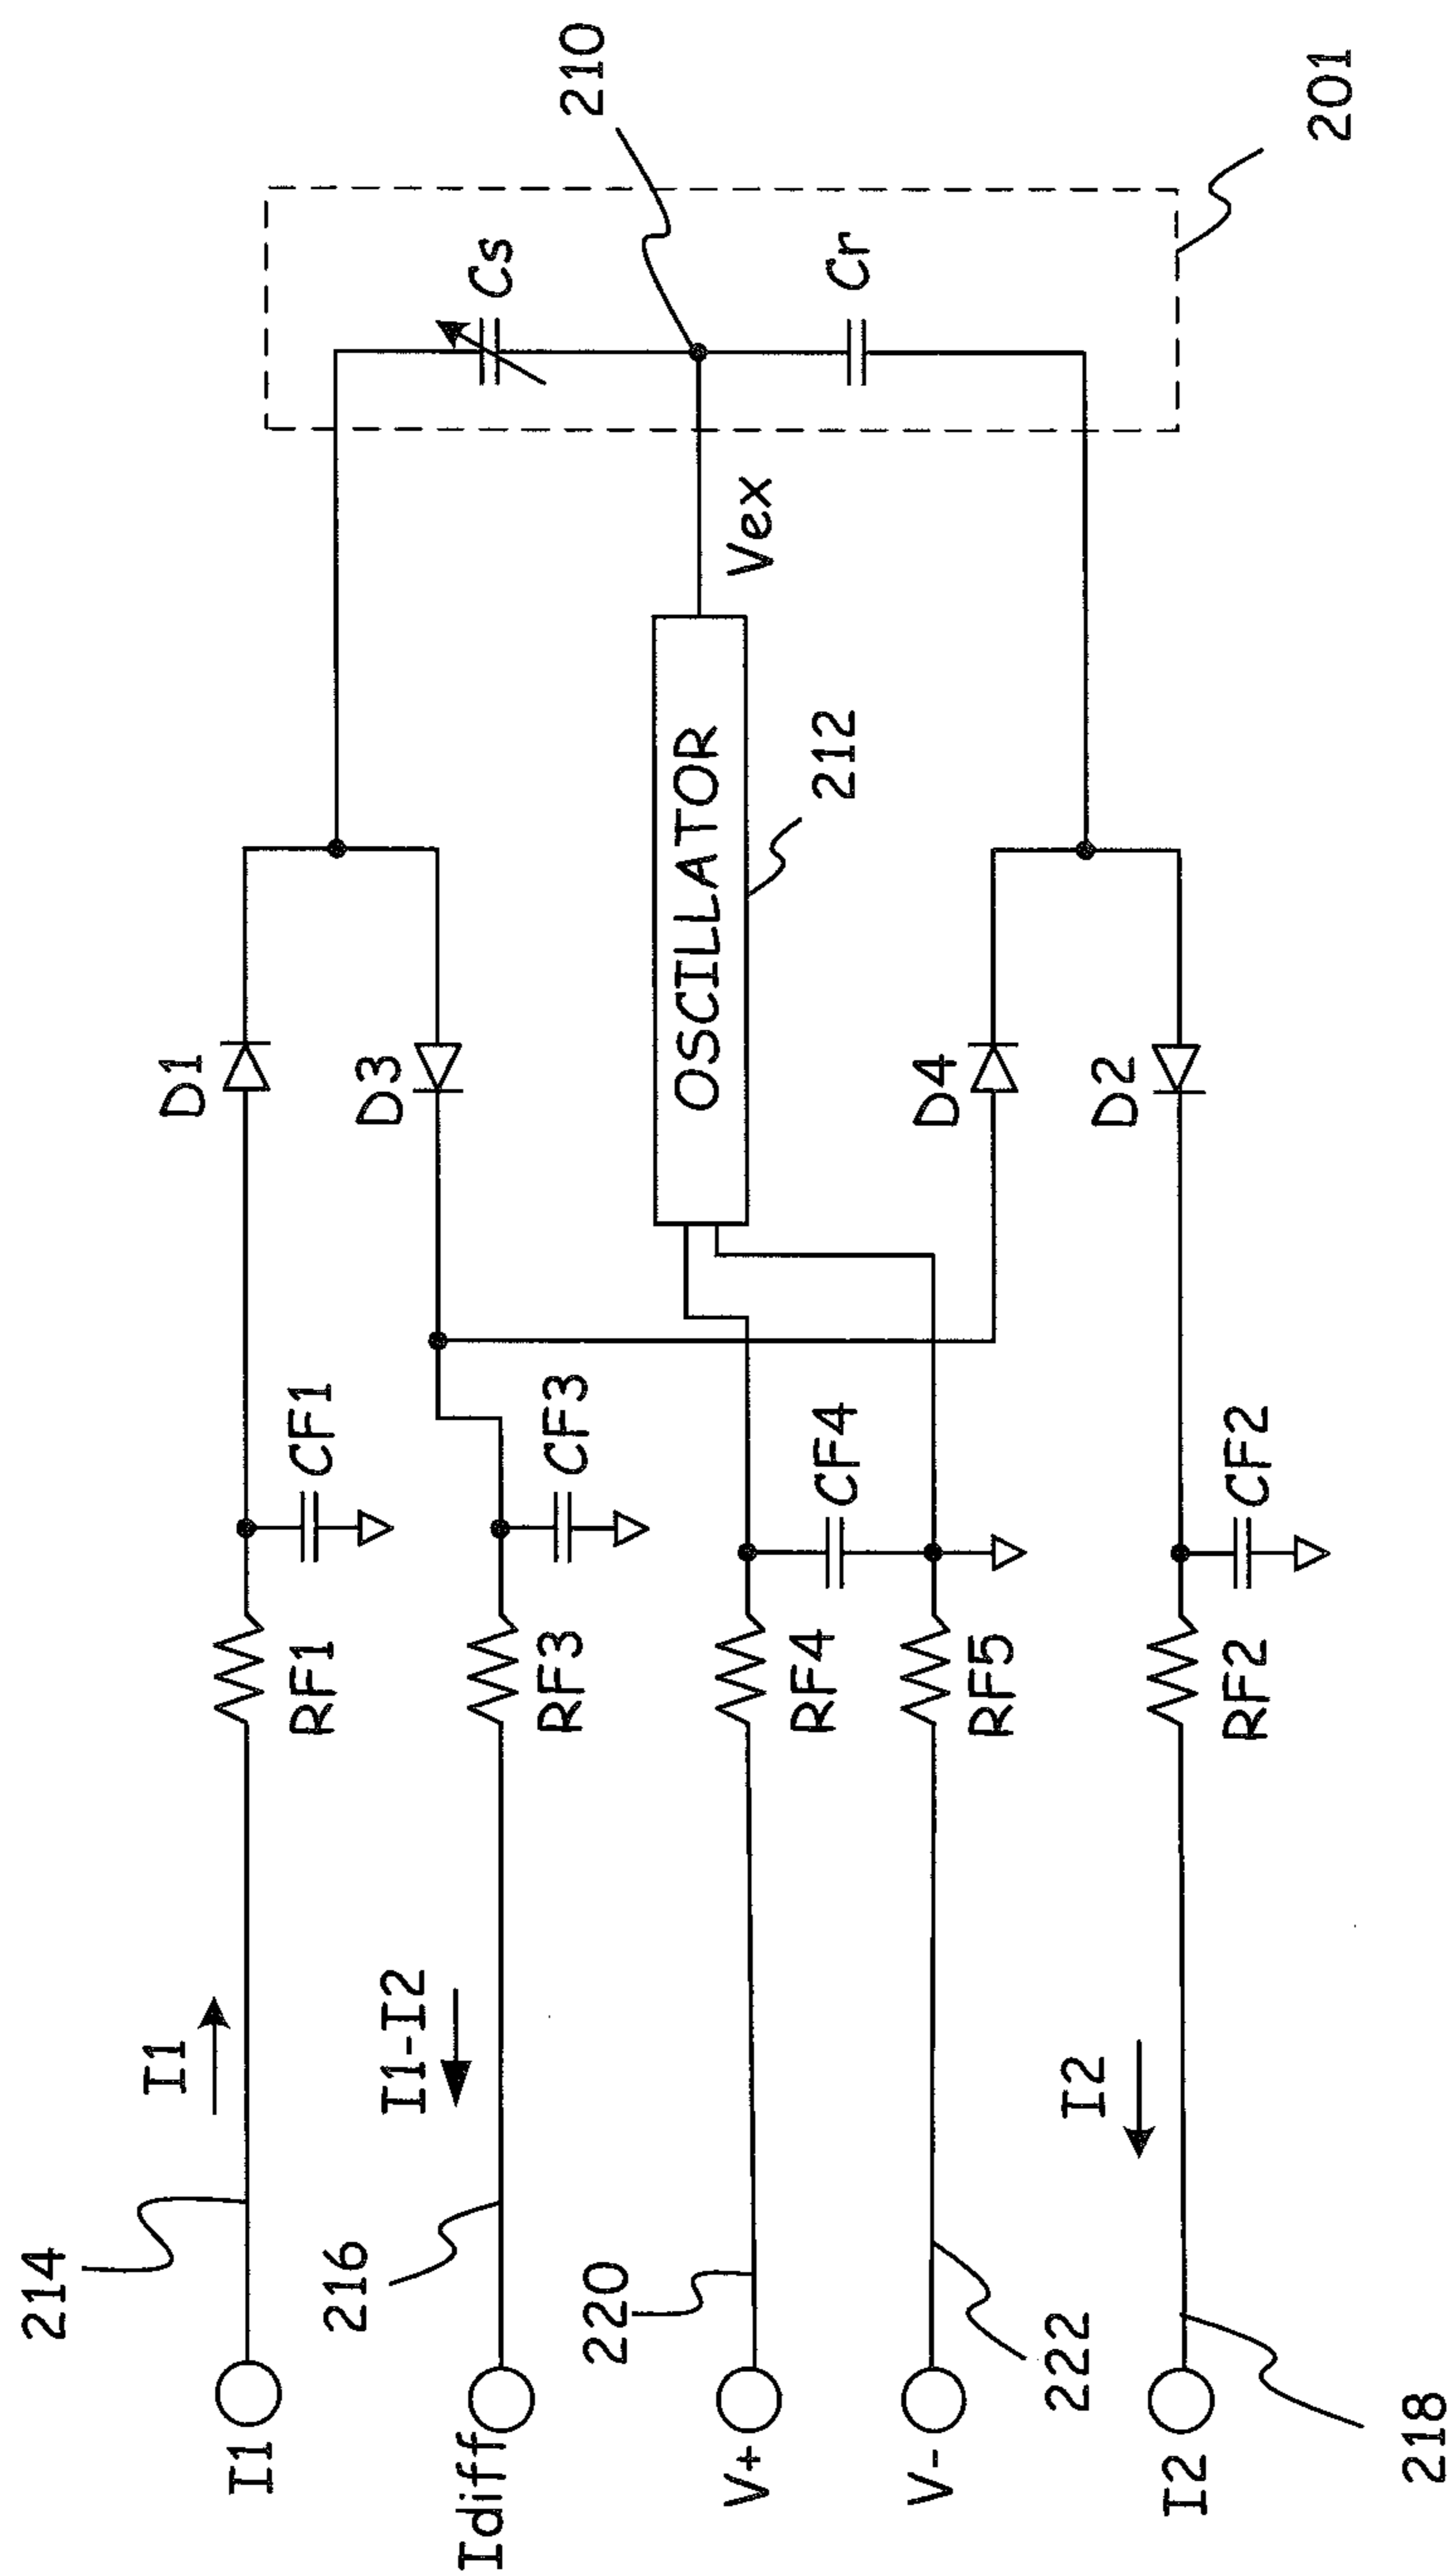 214
I1
I1
RF1
CF1
D1
216
Idiff
I1-I2
RF3
CF3
D3
220
V+
RF4
CF4
OSCILLATOR
212
Vex
210
Cs
Cr
201
222
V-
RF5
D4
I2
I2
218
RF2
CF2
D2